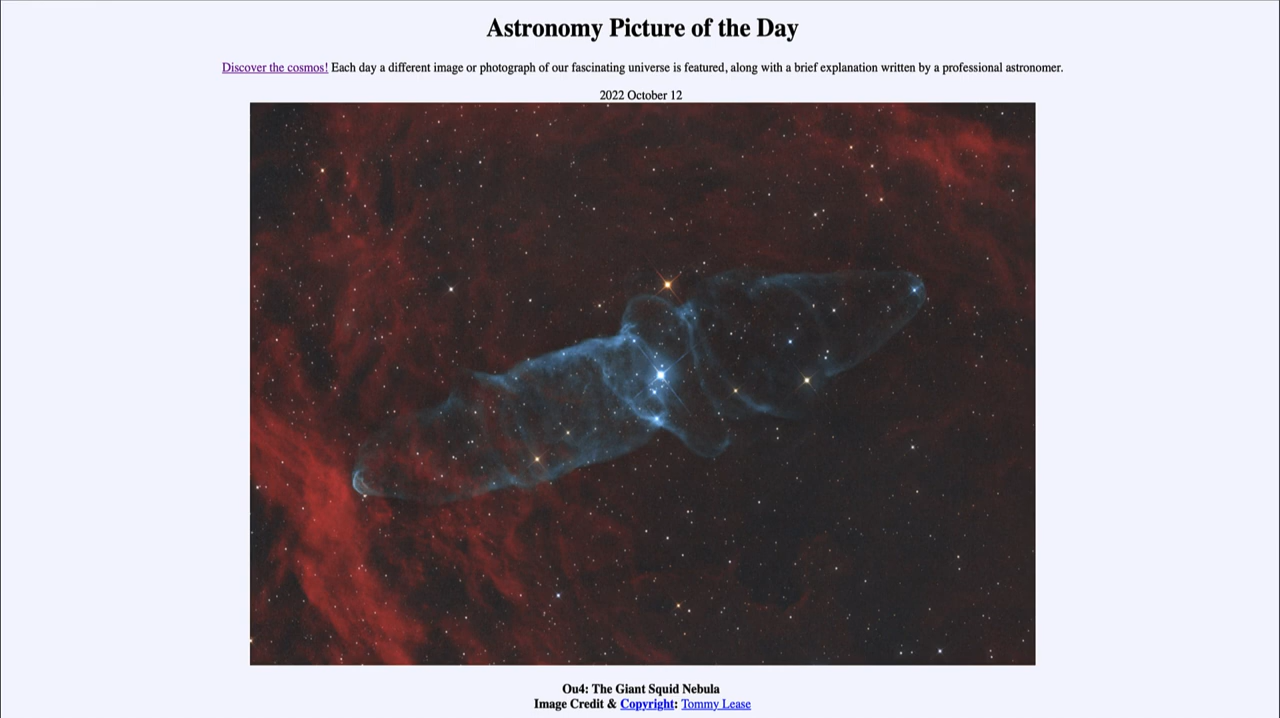 Astronomy Picture of the Day
Discover the cosmos! Each day a different image or photograph of our fascinating universe is featured, along with a brief explanation written by a professional astronomer.
2022 October 12
Ou4: The Giant Squid Nebula
Image Credit & Copyright: Tommy Lease